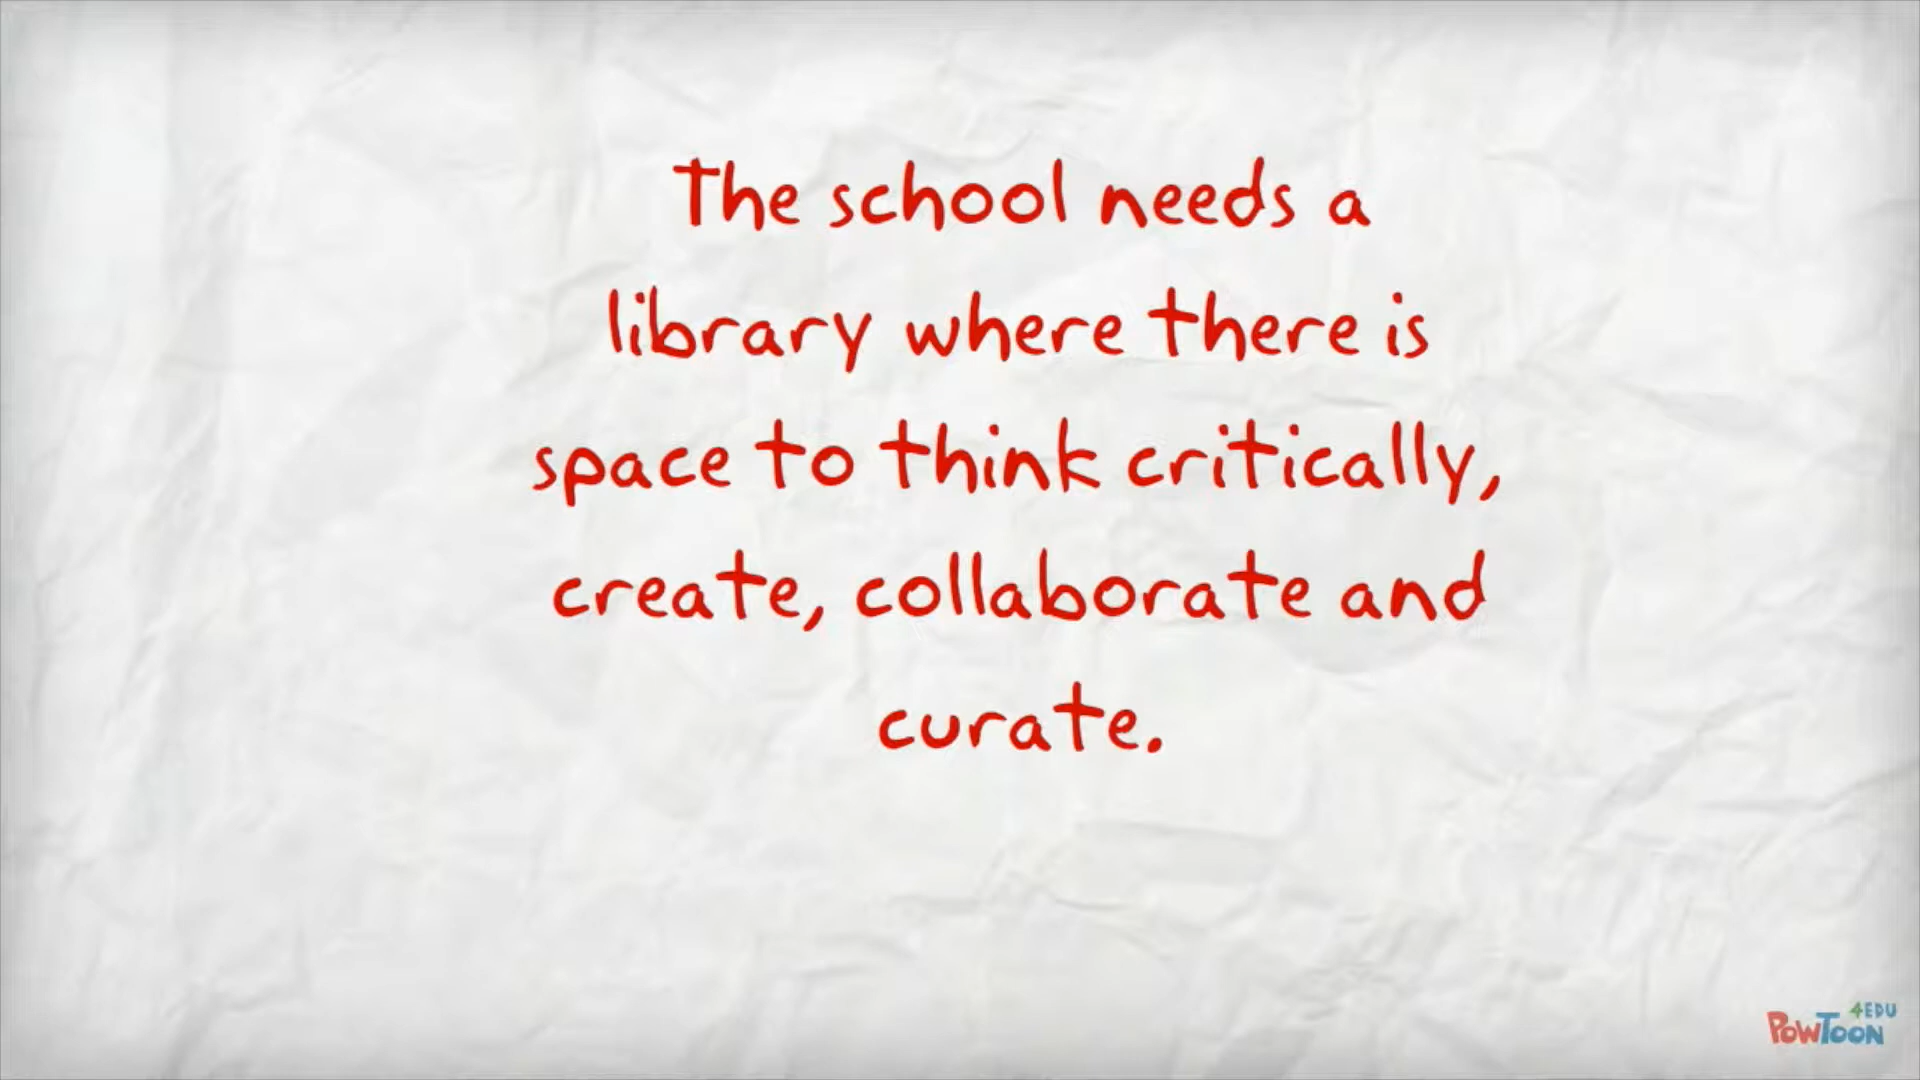 The school needs a
library where there is
space to think critically,
create, collaborate and
curate.
4EDU
POWTOON